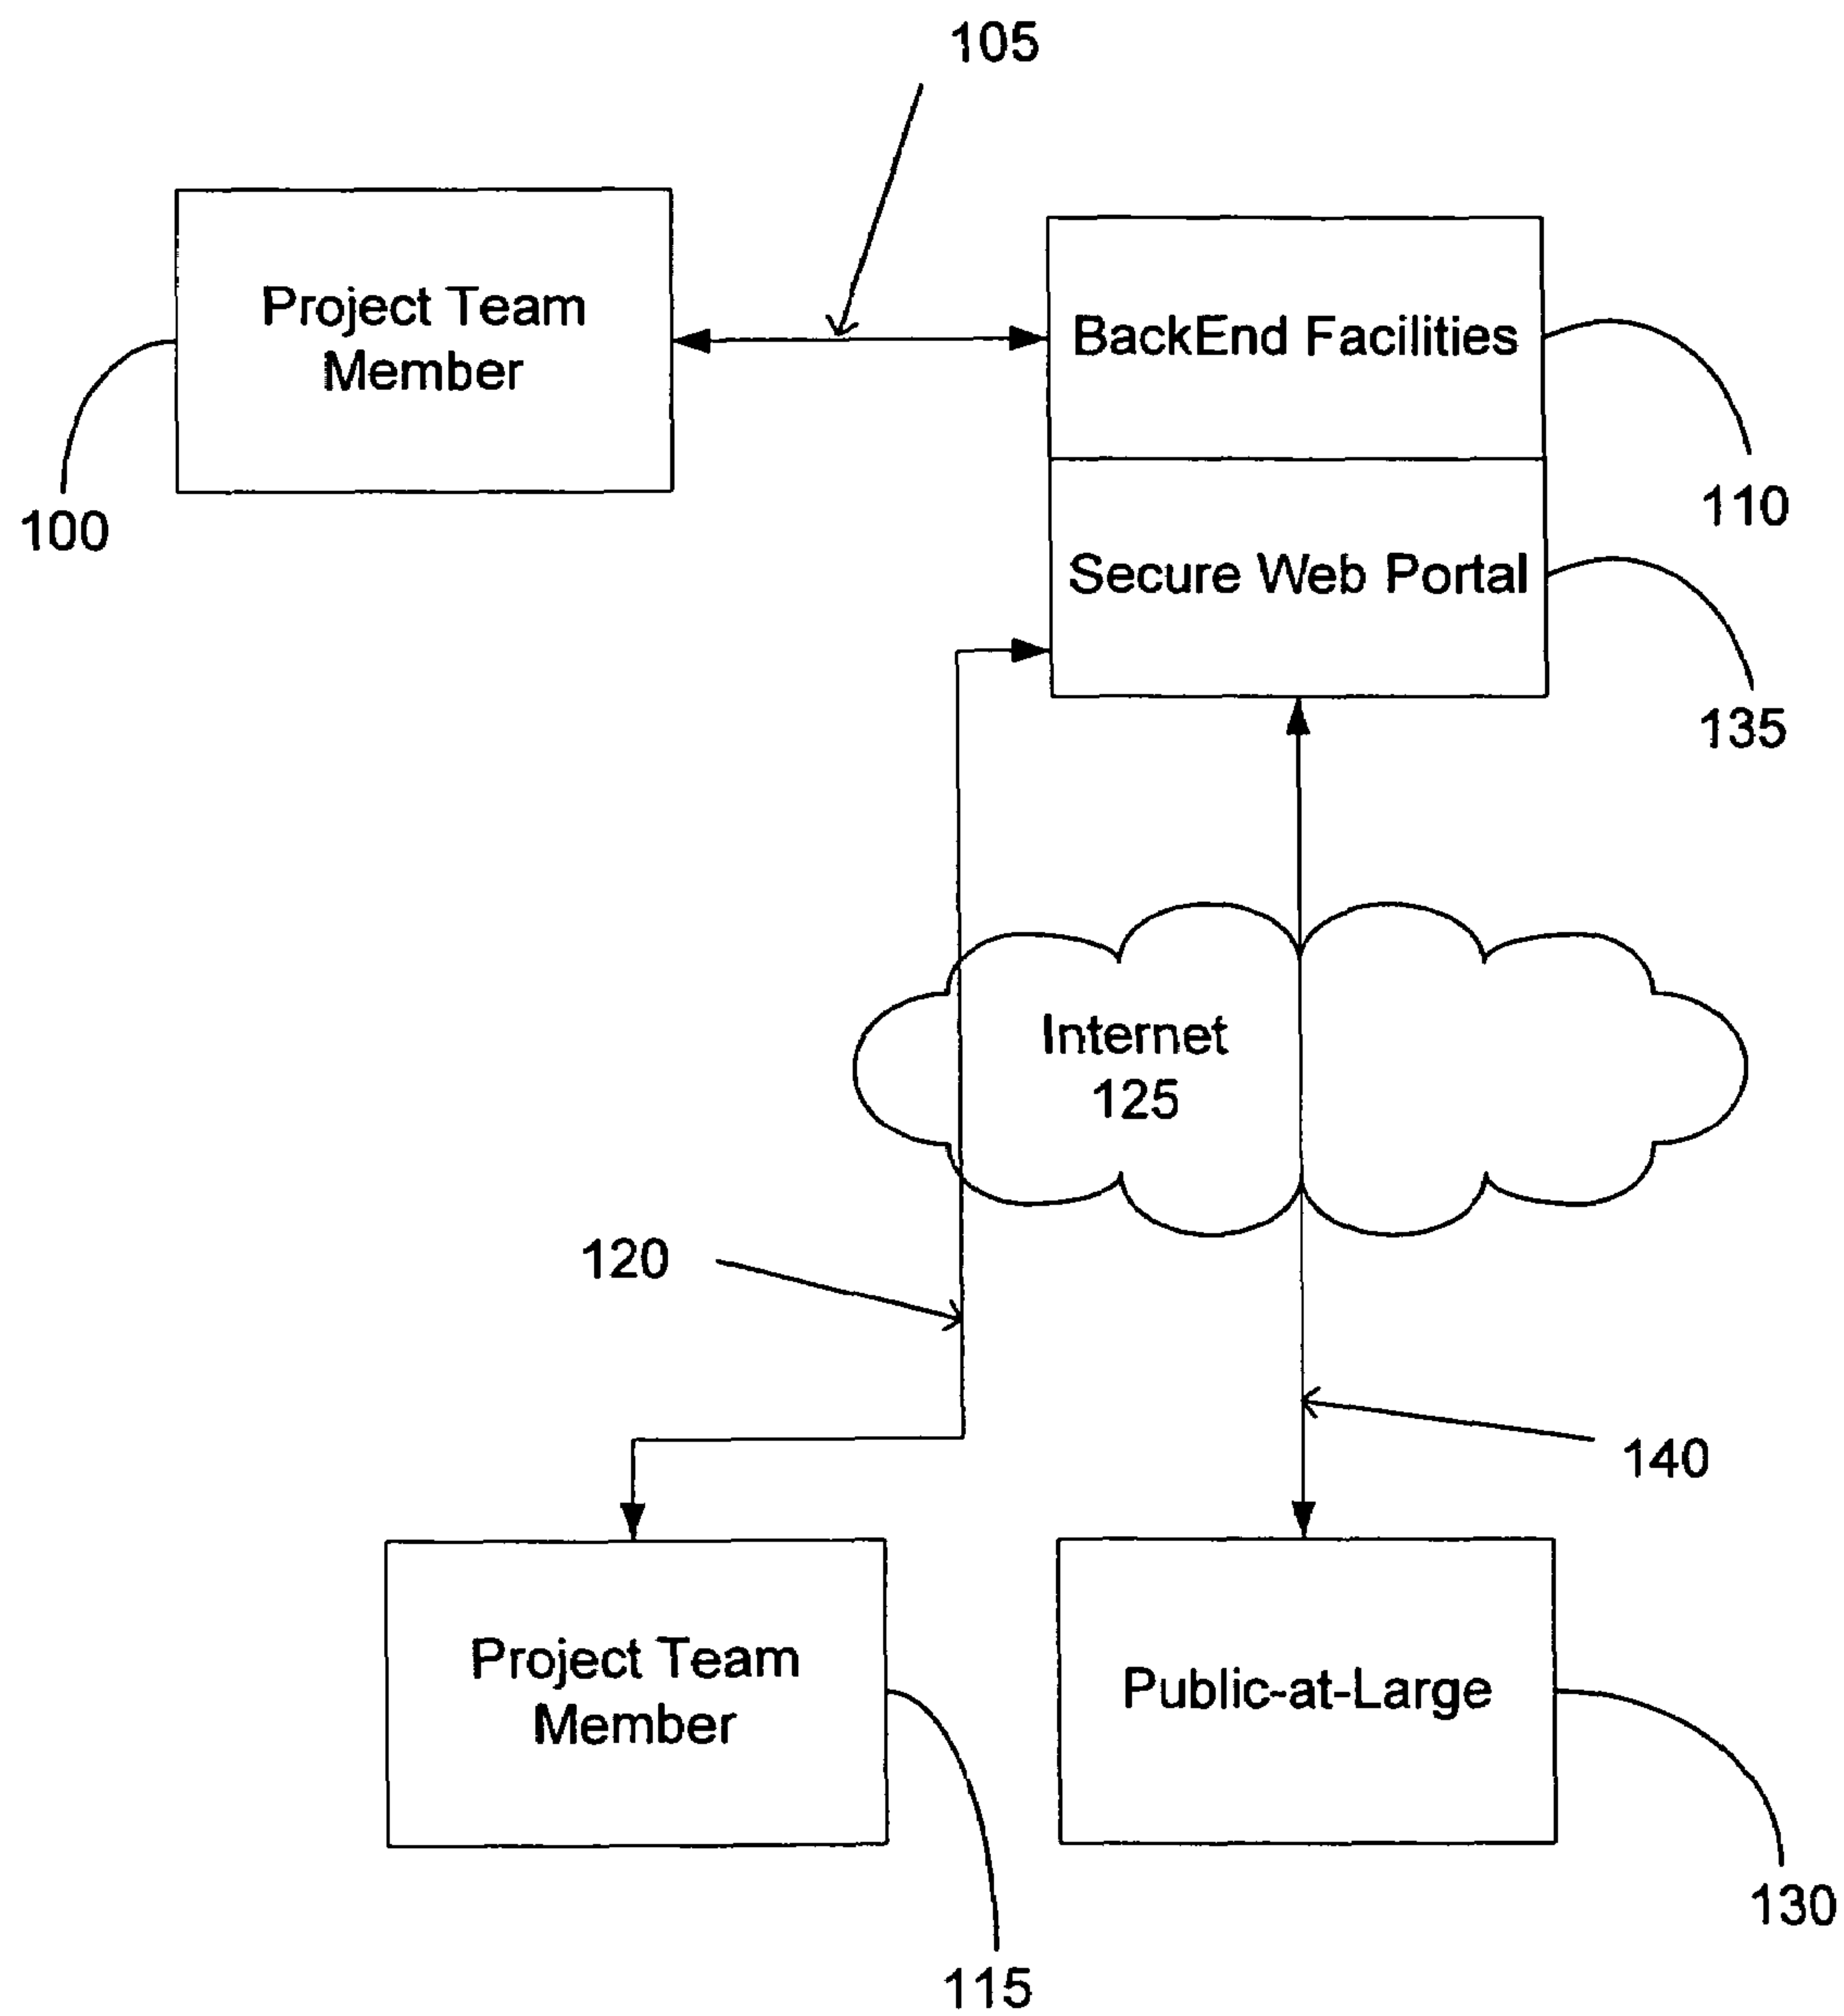 105
Project Team
Member
BackEnd Facilities
100
110
Secure Web Portal
135
Internet
125
120
140
Project Team
Member
Public-at-Large
130
115